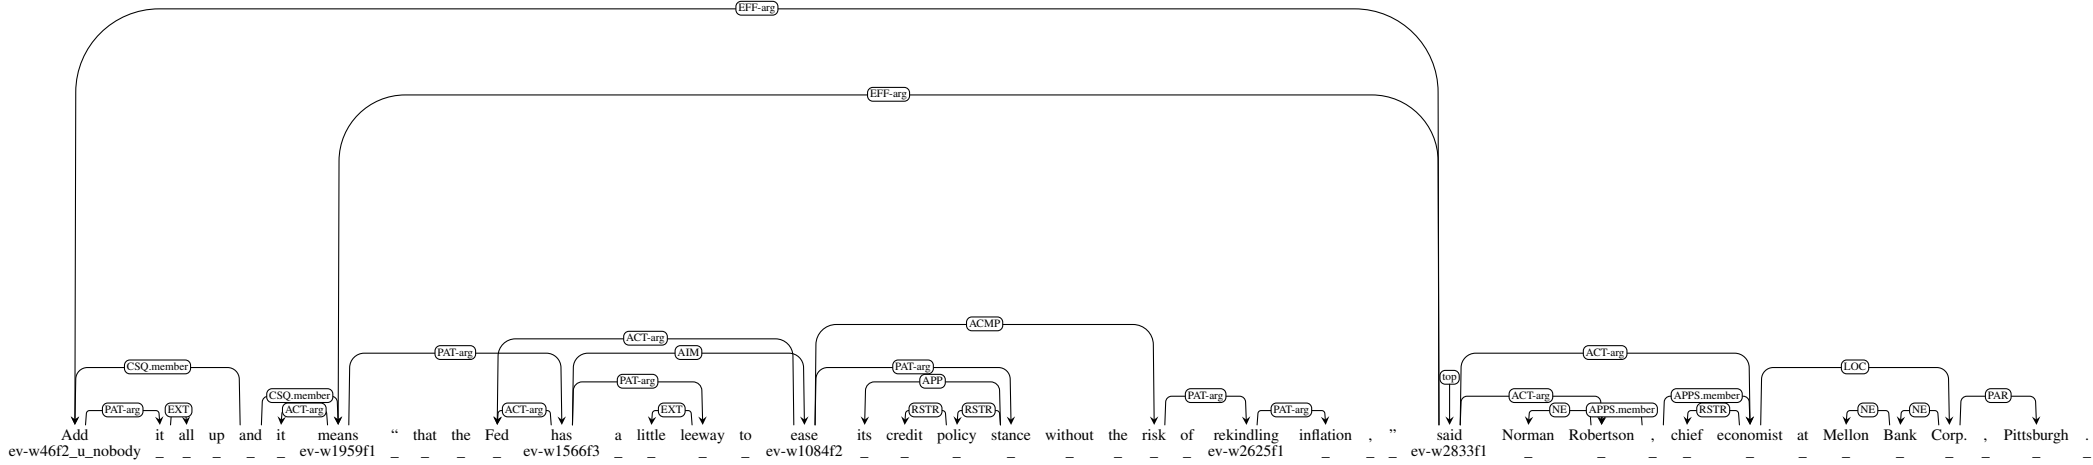 EFF-arg
EFF-arg
ACMP
ACT-arg
PAT-arg AIM ACT-arg
CSQ.member PAT-arg LOC
top
PAT-arg APP
CSQ.member PAT-arg APPS.member PAR
PAT-arg EXT ACT-arg ACT-arg EXT RSTR RSTR PAT-arg ACT-arg NE APPS.member RSTR NE NE
Add it all up and it means “ that the Fed has a little leeway to ease its credit policy stance without the risk of rekindling inflation , ” said Norman Robertson , chief economist at Mellon Bank Corp. , Pittsburgh .
ev-w46f2_u_nobody _ _ _ _ _ ev-w1959f1 _ _ _ _ ev-w1566f3 _ _ _ _ ev-w1084f2 _ _ _ _ _ _ _ _ ev-w2625f1 _ _ _ ev-w2833f1 _ _ _ _ _ _ _ _ _ _ _ _